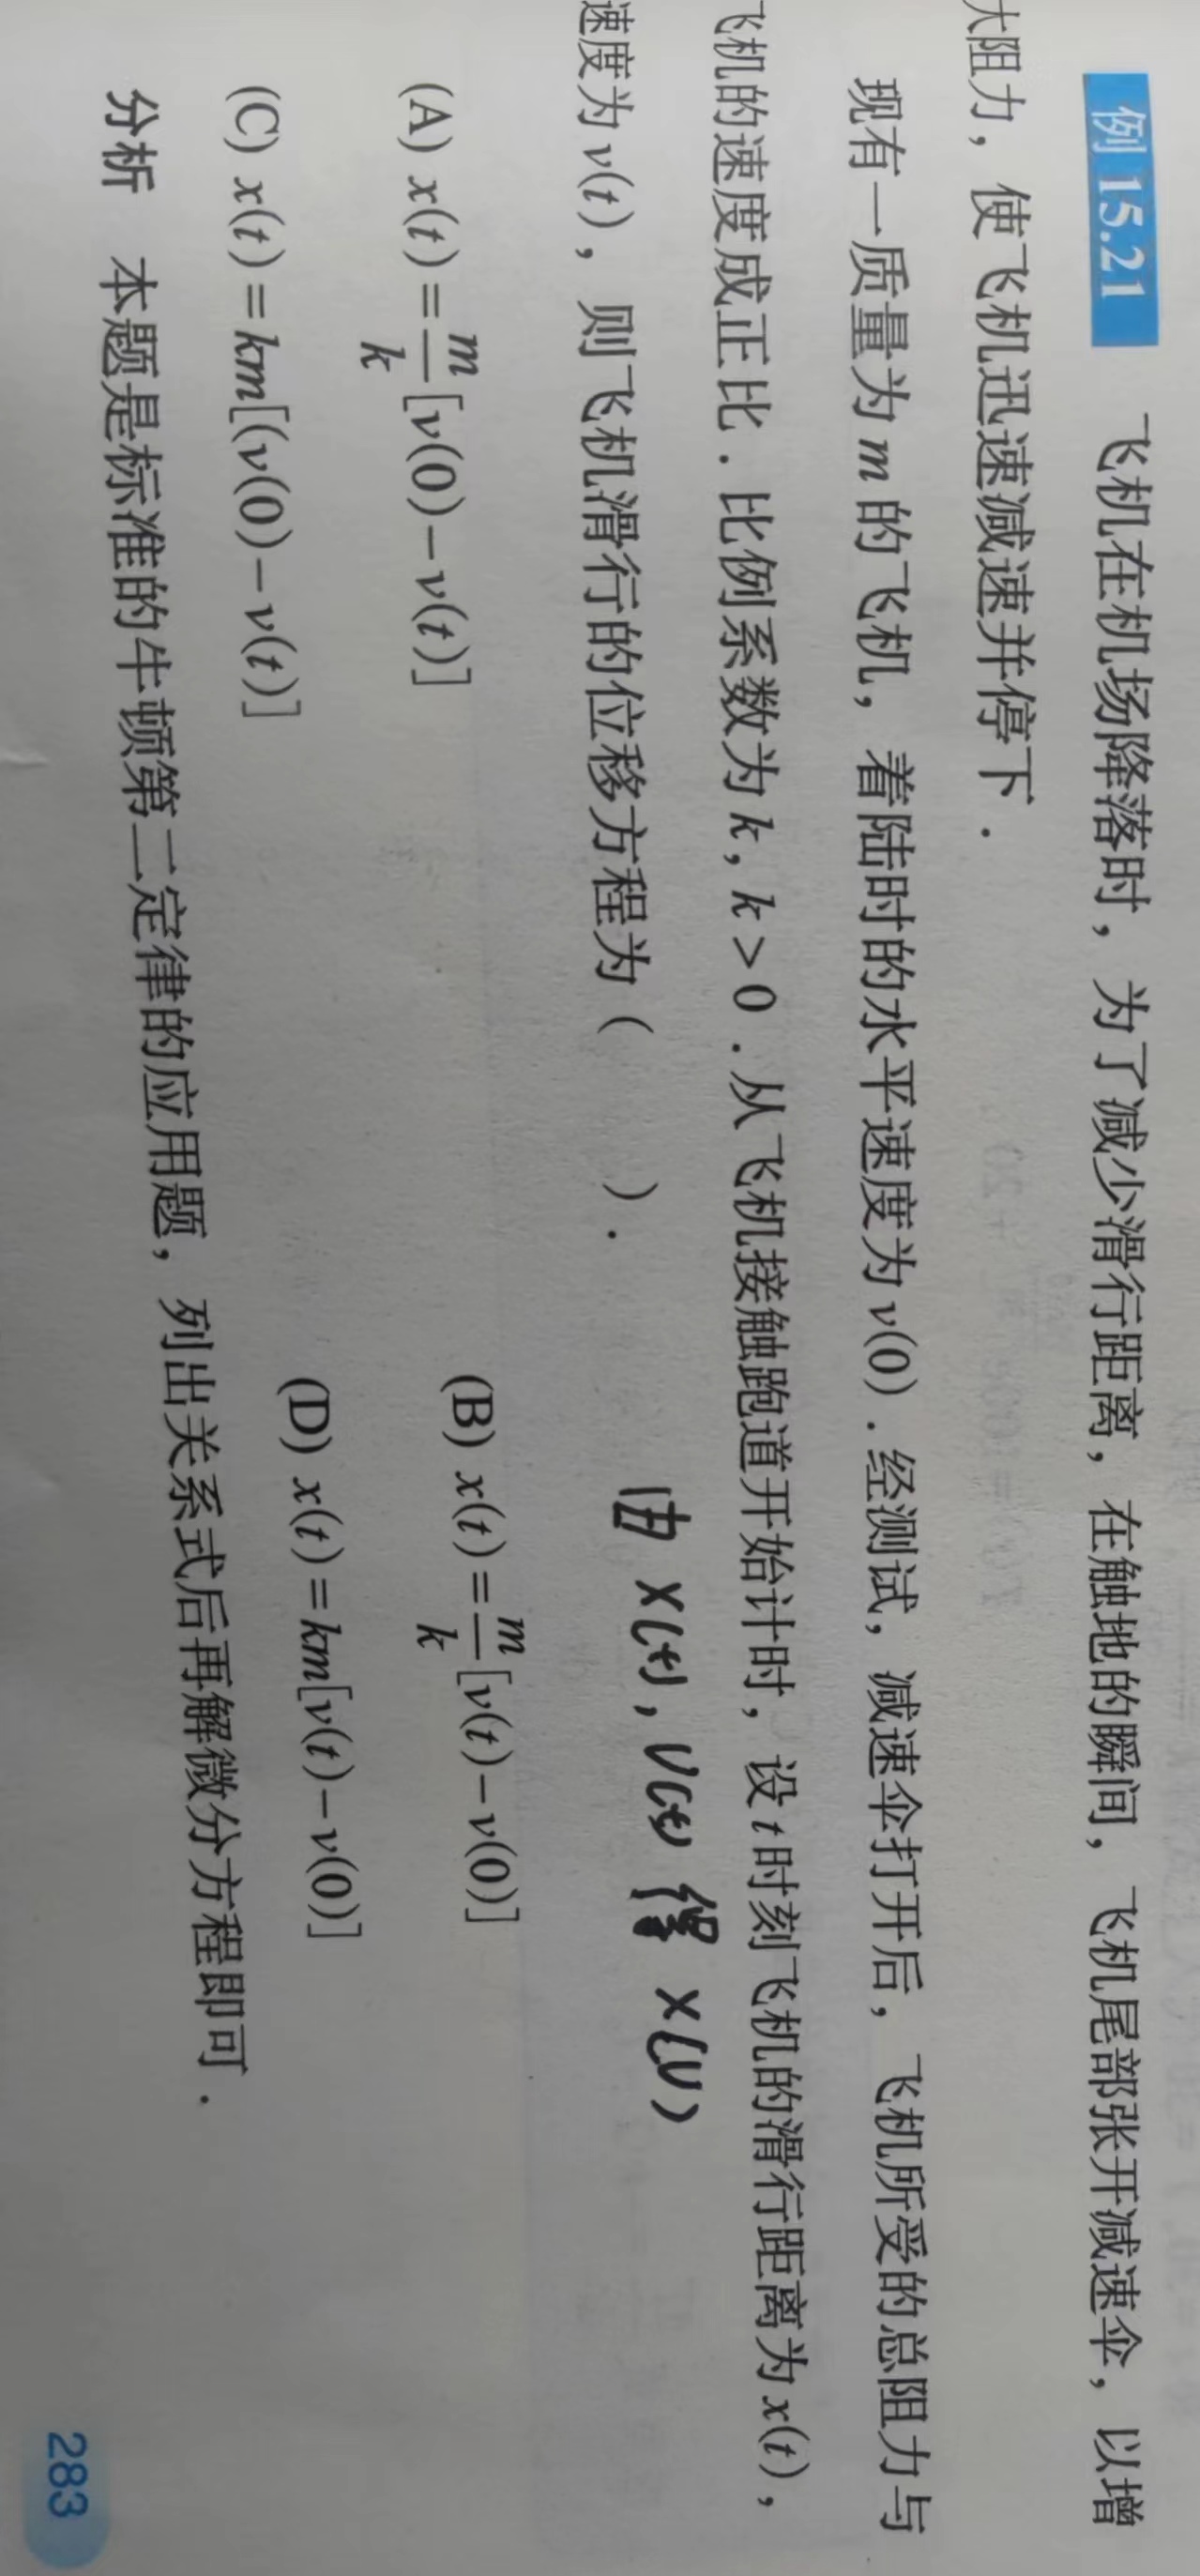 例 15.21 飞机在机场降落时，为了减少滑行距离，在触地的瞬间，飞机尾部张开减速伞，以增
大阻力，使飞机迅速减速并停下．
现有一质量为 m 的飞机，着陆时的水平速度为 v(0)．经测试，减速伞打开后，飞机所受的总阻力与
飞机的速度成正比．比例系数为 k, k > 0．从飞机接触跑道开始计时，设 t 时刻飞机的滑行距离为 x(t)，
由 x(t), v(t) 得 x(v)
速度为 v(t)，则飞机滑行的位移方程为（　　）．
(A) x(t) = m/k [v(0) − v(t)]
(B) x(t) = m/k [v(t) − v(0)]
(C) x(t) = km[(v(0) − v(t)]
(D) x(t) = km[v(t) − v(0)]
分析 本题是标准的牛顿第二定律的应用题，列出关系式后再解微分方程即可．
283